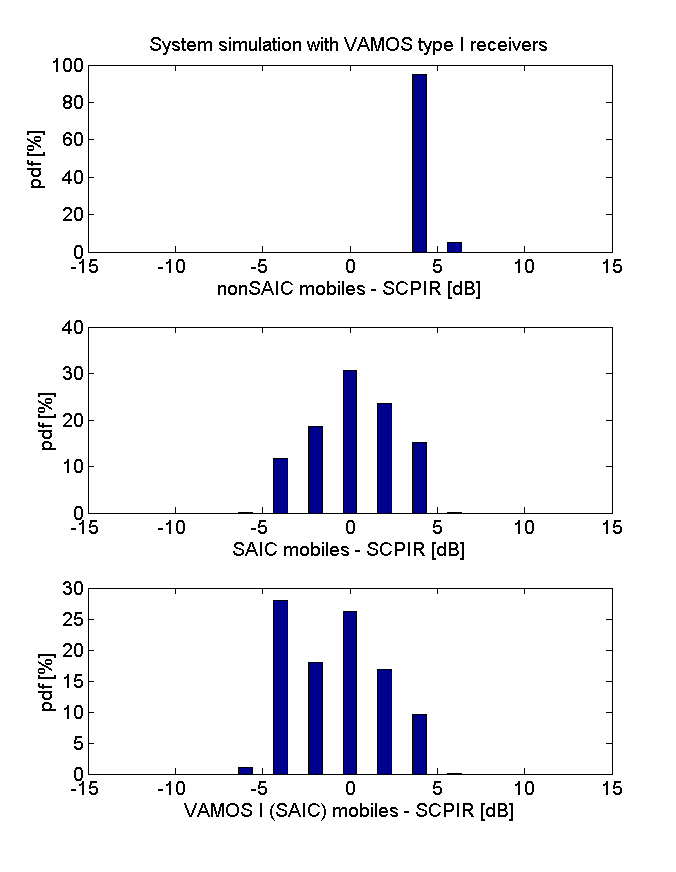 System simulation with VAMOS type I receivers
100
80
60
40
20
0
pdf [%]
-15 -10 -5 0 5 10 15
nonSAIC mobiles - SCPIR [dB]
40
30
20
10
0
pdf [%]
-15 -10 -5 0 5 10 15
SAIC mobiles - SCPIR [dB]
30
25
20
15
10
5
0
pdf [%]
-15 -10 -5 0 5 10 15
VAMOS I (SAIC) mobiles - SCPIR [dB]